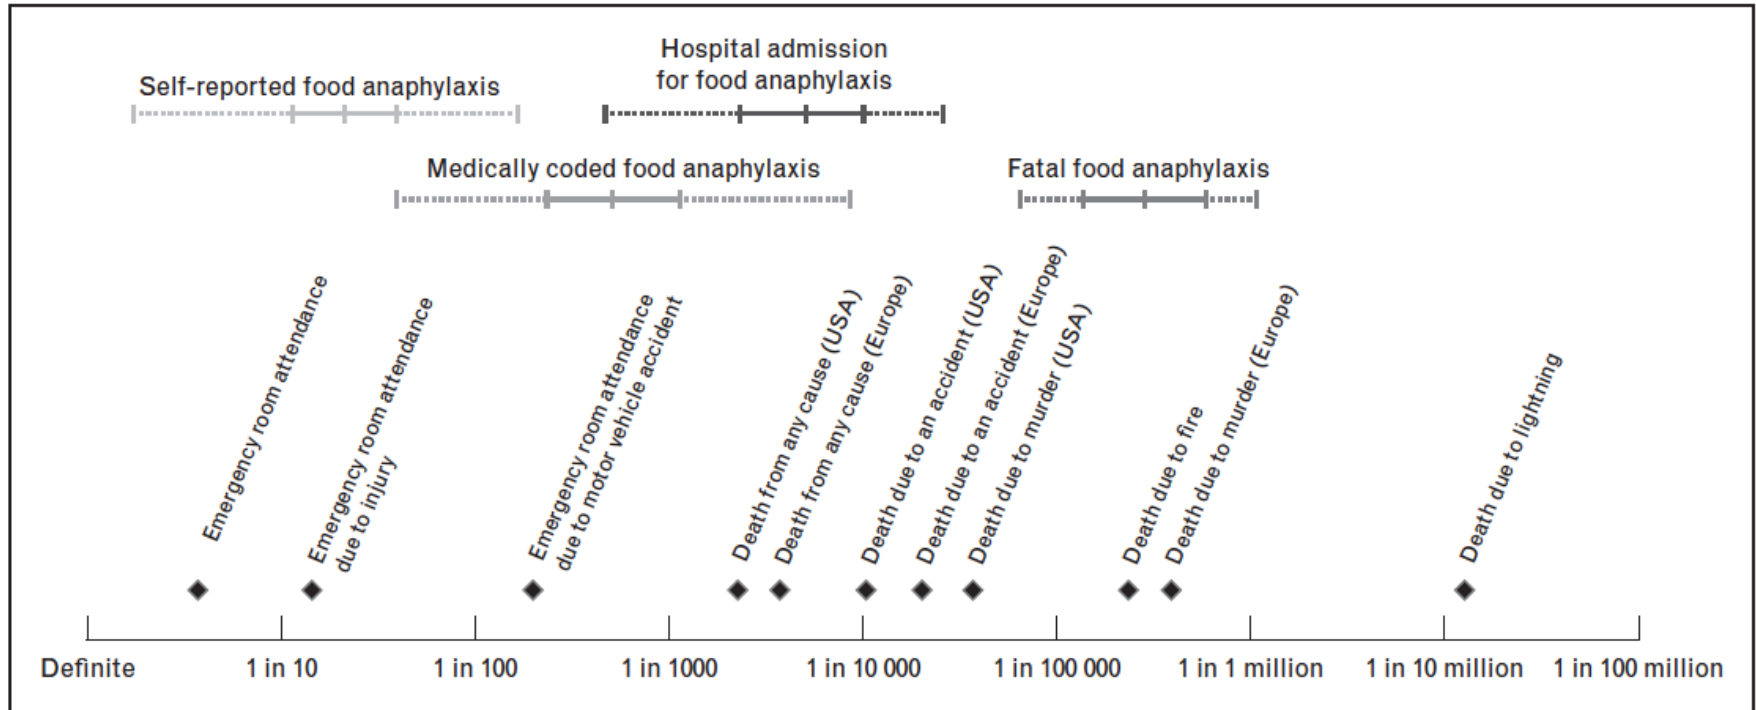 Hospital admission
for food anaphylaxis
Self-reported food anaphylaxis
Medically coded food anaphylaxis
Fatal food anaphylaxis
Emergency room attendance
Emergency room attendance
due to injury
Emergency room attendance
due to motor vehicle accident
Death from any cause (USA)
Death from any cause (Europe)
Death due to an accident (USA)
Death due to an accident (Europe)
Death due to murder (USA)
Death due to fire
Death due to murder (Europe)
Death due to lightning
Definite
1 in 10
1 in 100
1 in 1000
1 in 10 000
1 in 100 000
1 in 1 million
1 in 10 million
1 in 100 million